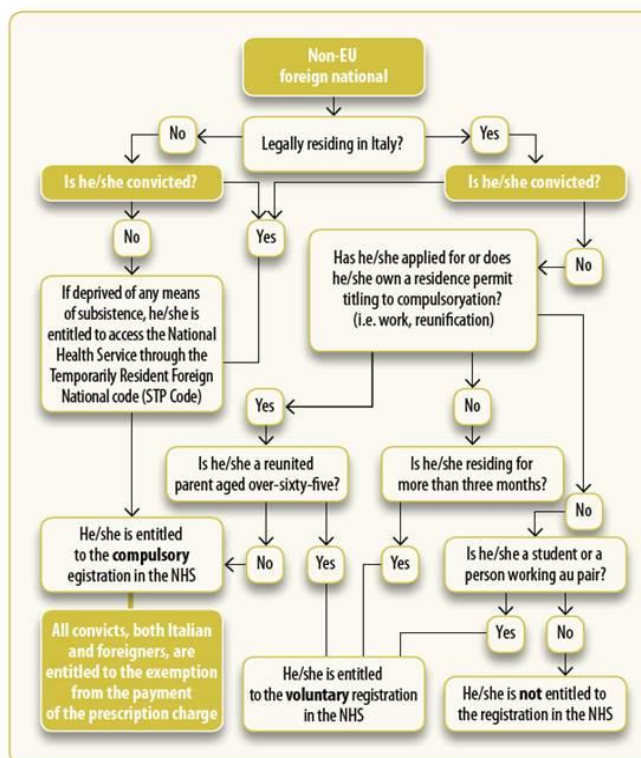 Non-EU
foreign national
No
Legally residing in Italy?
Yes
Is he/she convicted?
Is he/she convicted?
No
Yes
Has he/she applied for or does
he/she own a residence permit
titling to compulsoryation?
(i.e. work, reunification)
No
If deprived of any means
of subsistence, he/she is
entitled to access the National
Health Service through the
Temporarily Resident Foreign
National code (STP Code)
Yes
No
Is he/she a reunited
parent aged over-sixty-five?
Is he/she residing for
more than three months?
No
He/she is entitled
to the compulsory
egistration in the NHS
No
Yes
Yes
Is he/she a student or a
person working au pair?
All convicts, both Italian
and foreigners, are
entitled to the exemption
from the payment
of the prescription charge
Yes
No
He/she is entitled
to the voluntary registration
in the NHS
He/she is not entitled to
the registration in the NHS